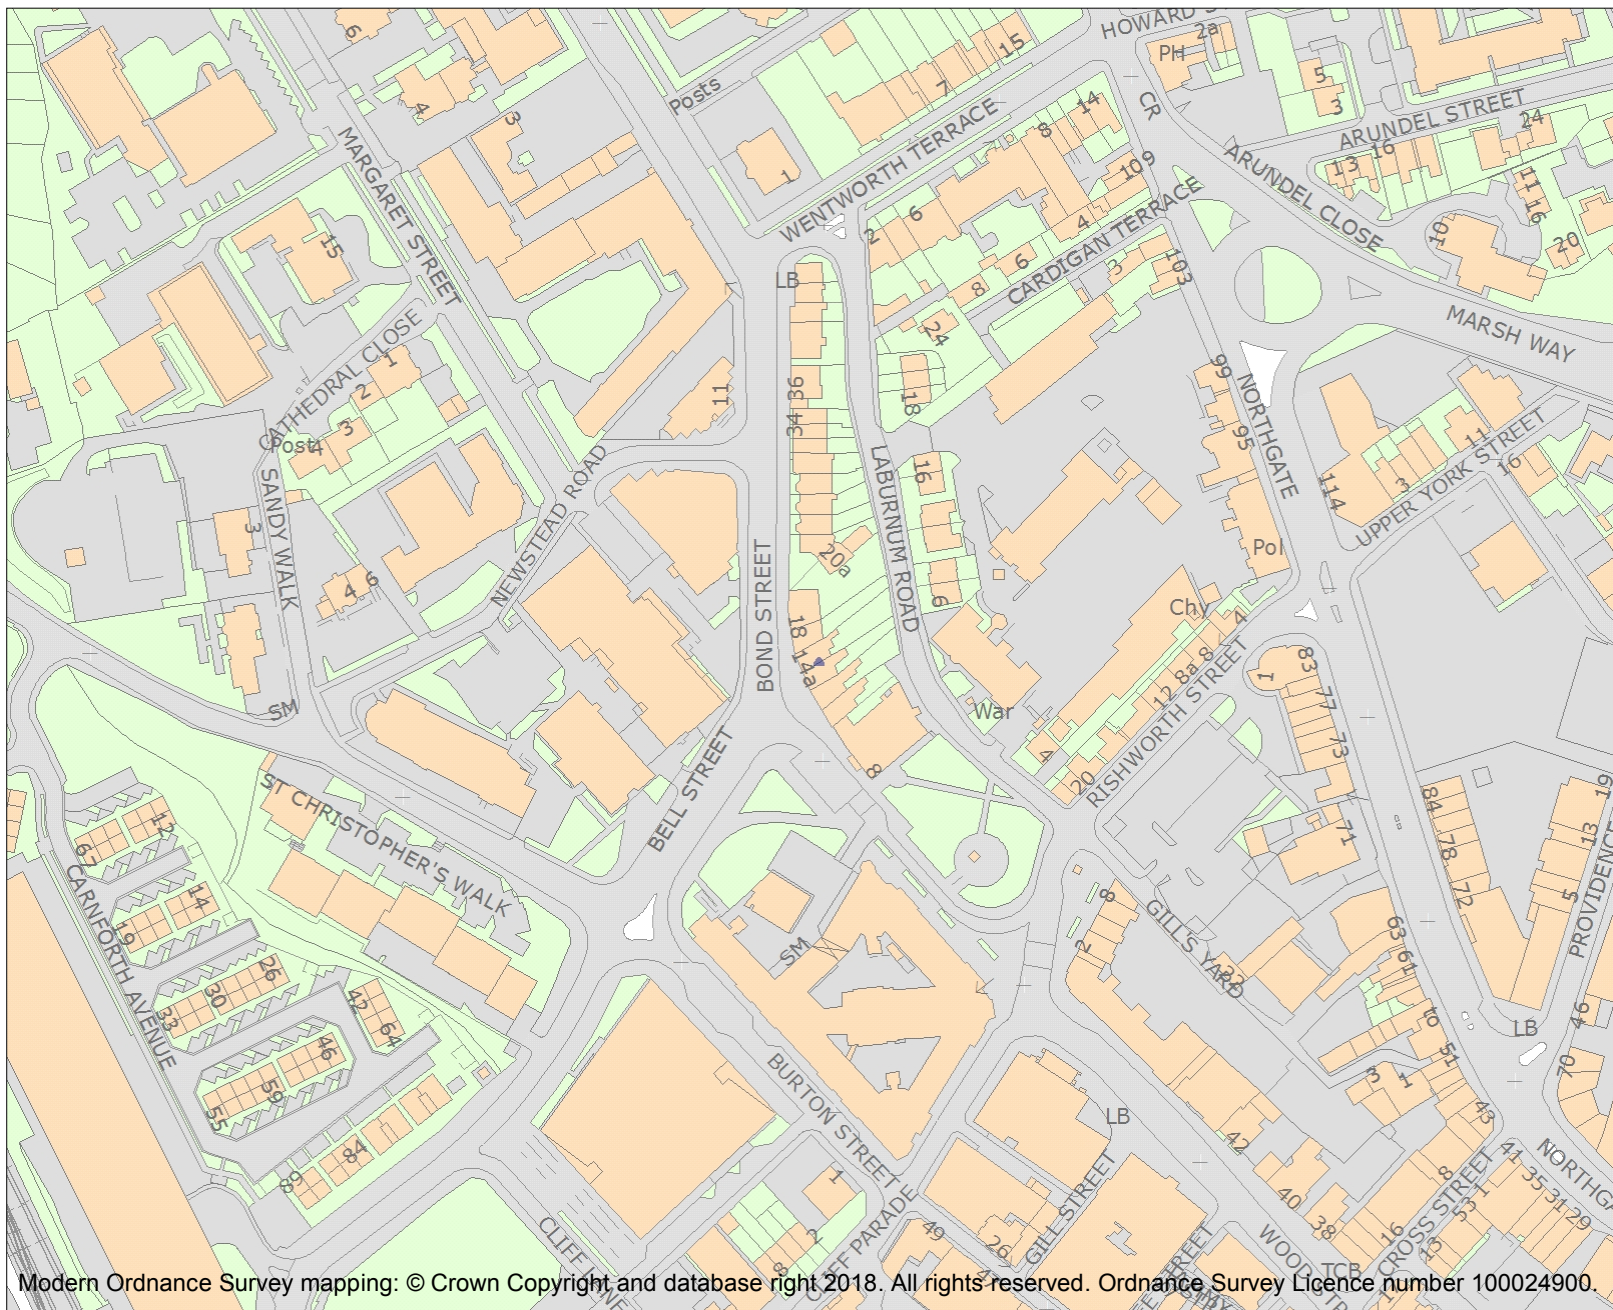 HOWARD
2a
PH
6
4
3
Posts
15
7
5
3
14
8
CR
ARUNDEL STREET
24
13
16
MARGARET STREET
1
WENTWORTH TERRACE
109
ARUNDEL CLOSE
11
16
10
20
15
2
6
4
CARDIGAN TERRACE
6
8
3
103
LB
24
MARSH WAY
CATHEDRAL CLOSE
1
2
3
4
Post
11
36
34
18
99
95
NORTHGATE
11
3
16
UPPER YORK STREET
114
SANDY WALK
3
NEWSTEAD ROAD
LABURNUM ROAD
16
4
6
BOND STREET
20a
6
Pol
Chy
4
18
14a
12
8a
8
RISHWORTH STREET
83
1
77
73
SM
War
4
20
8
BELL STREET
ST CHRISTOPHER'S WALK
12
67
71
84
78
72
19
13
5
PROVIDENCE
CARNFORTH AVENUE
14
19
8
2
GILL'S YARD
32
63
61
to
51
SM
26
30
33
42
64
46
59
55
LB
46
70
3
1
43
BURTON STREET
LB
42
84
89
1
2
8
CLIFF PARADE
49
26
GILL STREET
40
38
WOOD STR
TCB
16
8
CROSS STREET
13
53
1
41
35
31
29
NORTHGA
Modern Ordnance Survey mapping: © Crown Copyright and database right 2018. All rights reserved. Ordnance Survey Licence number 100024900.